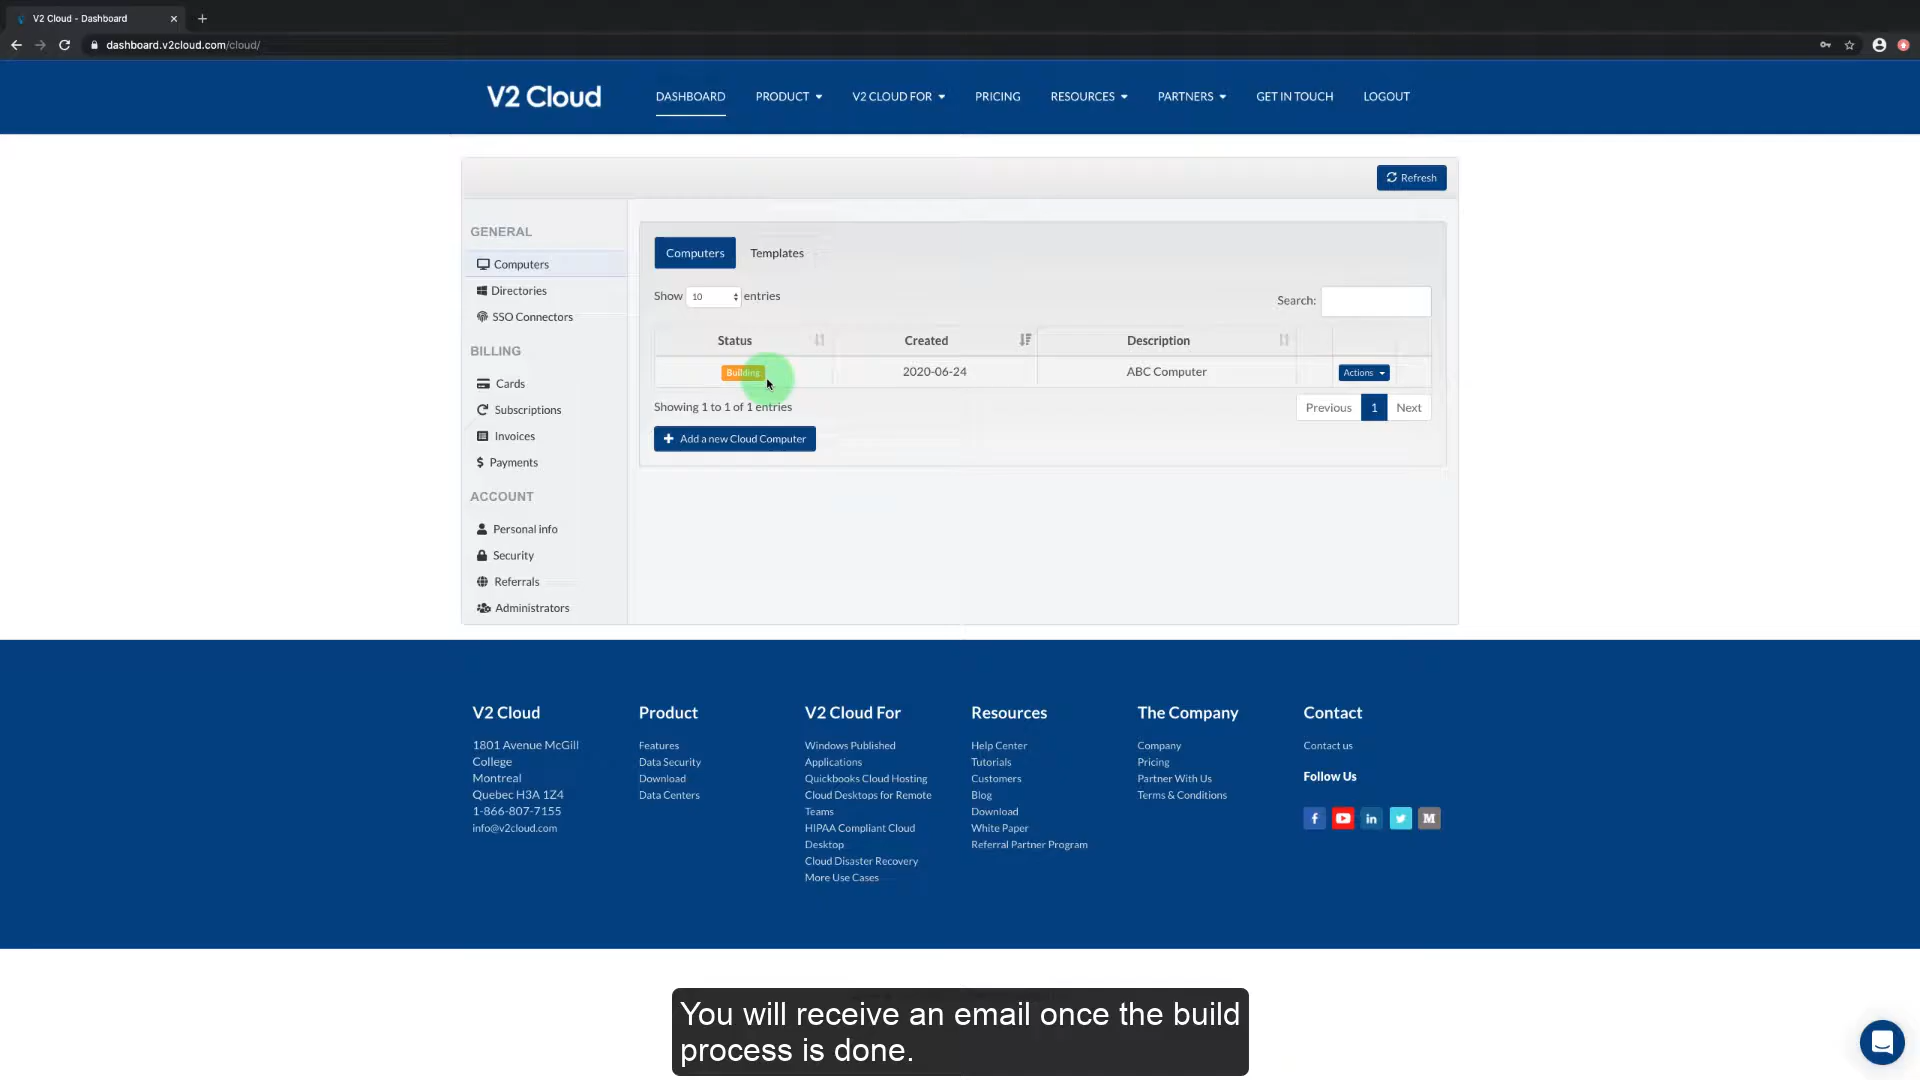 V2 Cloud - Dashboard
dashboard.v2cloud.com/cloud/
V2 Cloud
DASHBOARD
PRODUCT
V2 CLOUD FOR
PRICING
RESOURCES
PARTNERS
GET IN TOUCH
LOGOUT
Refresh
GENERAL
Computers
Directories
SSO Connectors
BILLING
Cards
Subscriptions
Invoices
Payments
ACCOUNT
Personal info
Security
Referrals
Administrators
Computers
Templates
Show 10 entries
Search:
Status Created Description
Building 2020-06-24 ABC Computer Actions
Showing 1 to 1 of 1 entries
Previous 1 Next
Add a new Cloud Computer
V2 Cloud
1801 Avenue McGill
College
Montreal
Quebec H3A 1Z4
1-866-807-7155
info@v2cloud.com
Product
Features
Data Security
Download
Data Centers
V2 Cloud For
Windows Published
Applications
Quickbooks Cloud Hosting
Cloud Desktops for Remote
Teams
HIPAA Compliant Cloud
Desktop
Cloud Disaster Recovery
More Use Cases
Resources
Help Center
Tutorials
Customers
Blog
Download
White Paper
Referral Partner Program
The Company
Company
Pricing
Partner With Us
Terms & Conditions
Contact
Contact us
Follow Us
You will receive an email once the build
process is done.